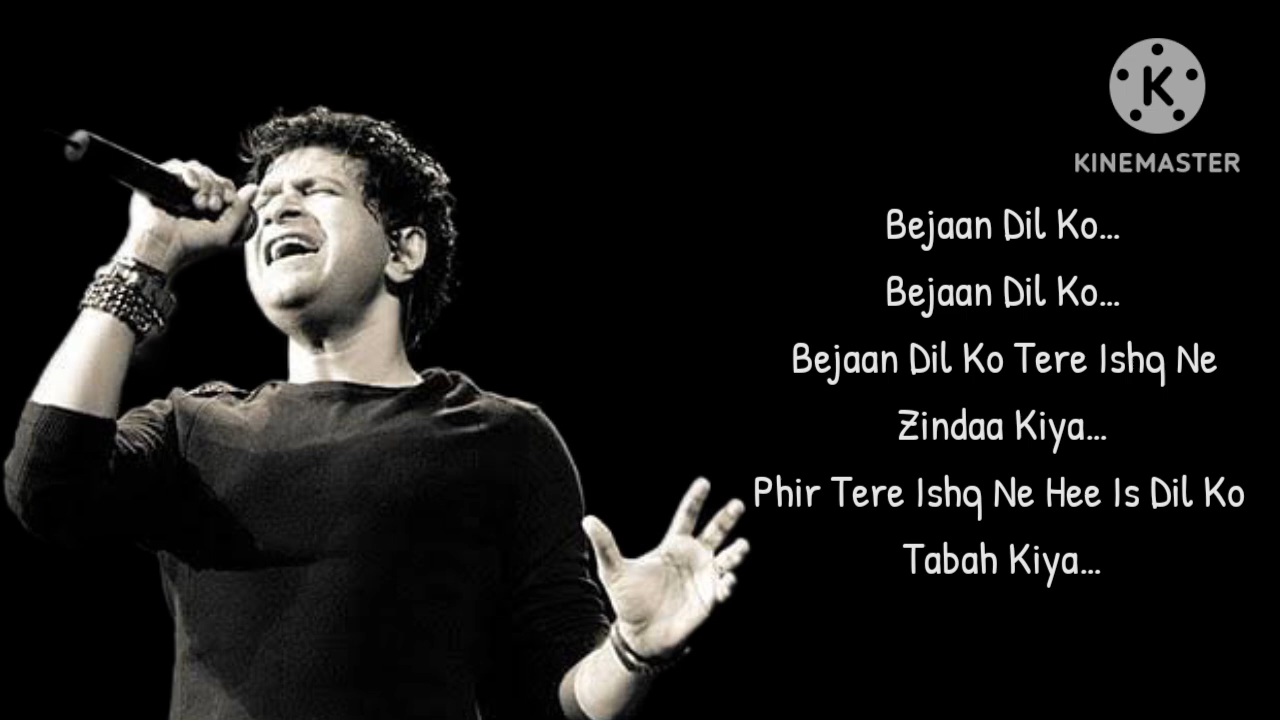 K
KINEMASTER
Bejaan Dil Ko...
Bejaan Dil Ko...
Bejaan Dil Ko Tere Ishq Ne
Zindaa Kiya...
Phir Tere Ishq Ne Hee Is Dil Ko
Tabah Kiya...